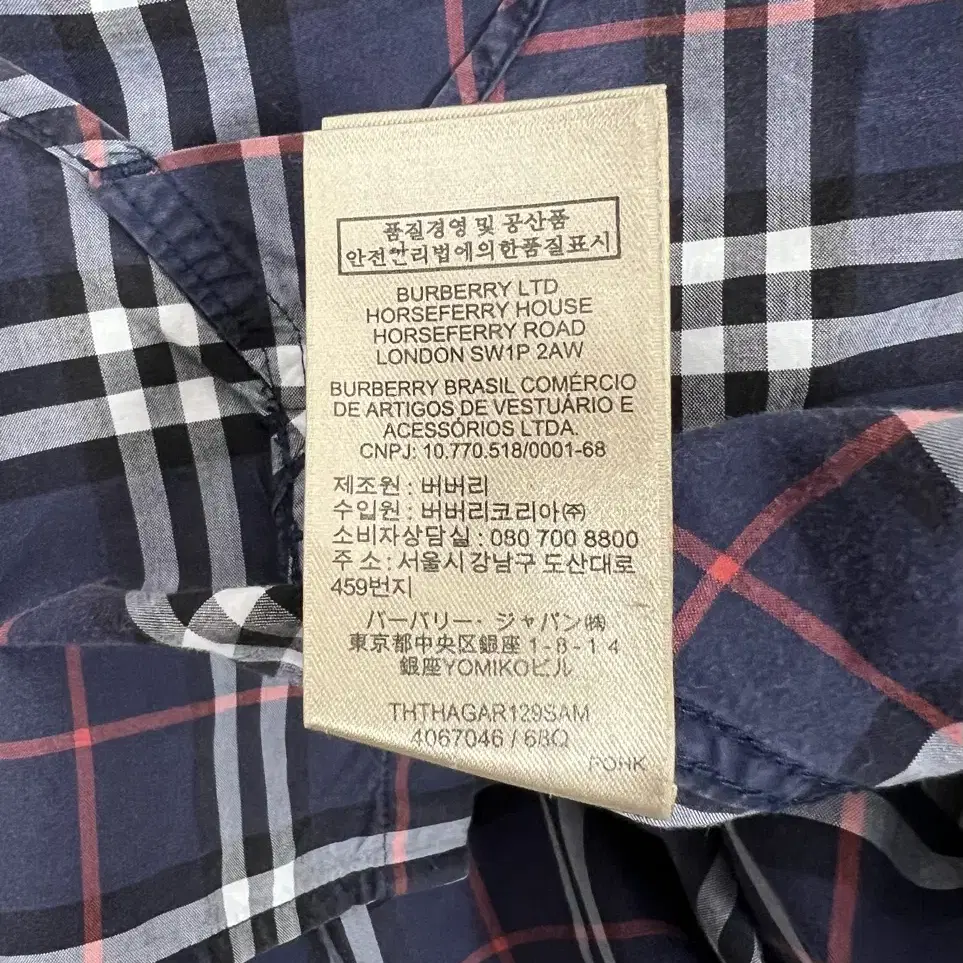 품질경영 및 공산품
안전관리법에의한품질표시
BURBERRY LTD
HORSEFERRY HOUSE
HORSEFERRY ROAD
LONDON SW1P 2AW
BURBERRY BRASIL COMÉRCIO
DE ARTIGOS DE VESTUÁRIO E
ACESSÓRIOS LTDA.
CNPJ: 10.770.518/0001-68
제조원 : 버버리
수입원 : 버버리코리아㈜
소비자상담실 : 080 700 8800
주 소 : 서울시 강남구 도산대로
459번지
バーバリー・ジャパン㈱
東京都中央区銀座 1 - 8 - 1 4
銀座YOMIKOビル
THTHAGAR129SAM
4067046 / 68Q